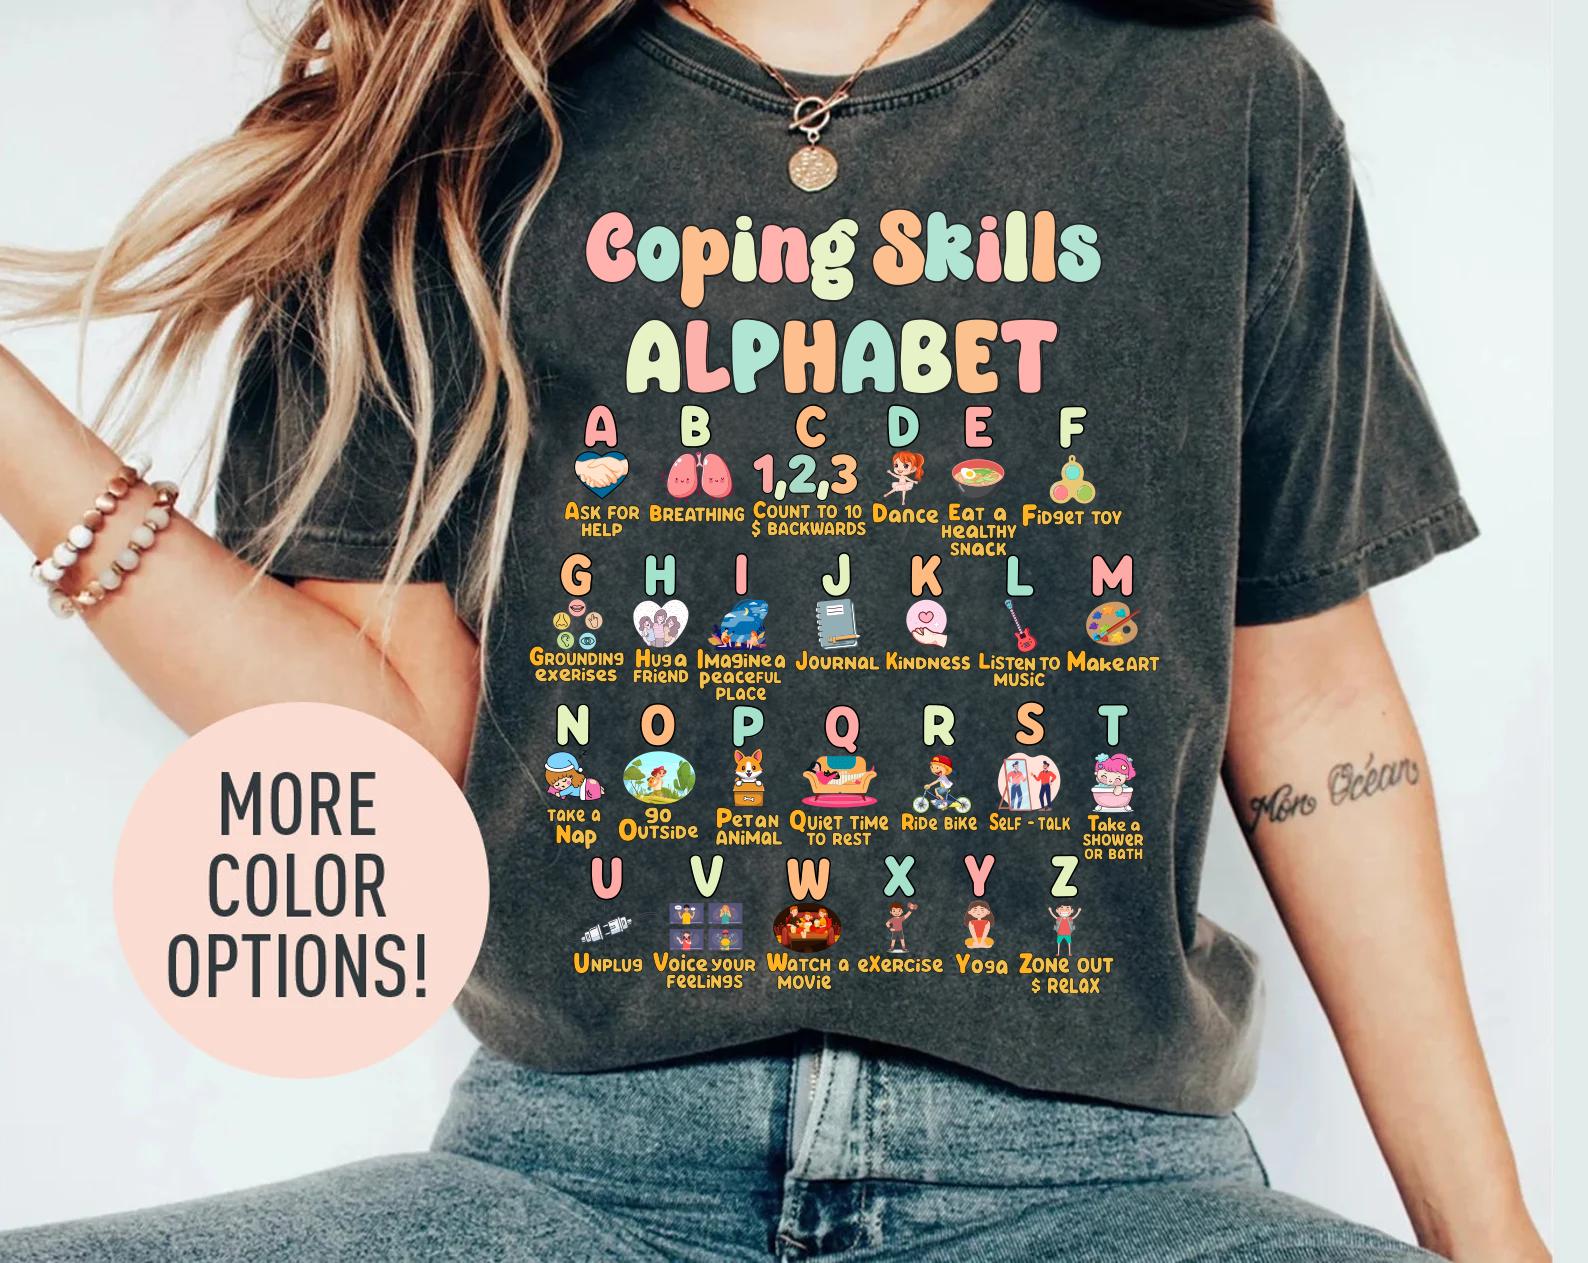 Coping Skills
ALPHABET
A B C D E F
1,2,3
ASK FOR HELP
BREATHING
COUNT TO 10 $ BACKWARDS
Dance
EAT a HEALTHY SNACK
FIDGET TOY
G H I J K L M
GROUNDING exerises
Hug a FRIEND
IMagine a peaceFUL PLACE
JOURNAL
KINDNESS
LISTEN TO MUSIC
Make ART
N O P Q R S T
TAKE a Nap
go OUTSIDE
PET AN ANIMAL
QUIET TIME TO REST
RIDE BIKE
SELF - TALK
Take a SHOWER OR BATH
U V W X Y Z
UNPLUG
VOICE YOUR FEELINGS
WATCH a MOVIE
eXERCISE
Yoga
ZONE OUT $ RELAX
MORE
COLOR
OPTIONS!
Mon Océan